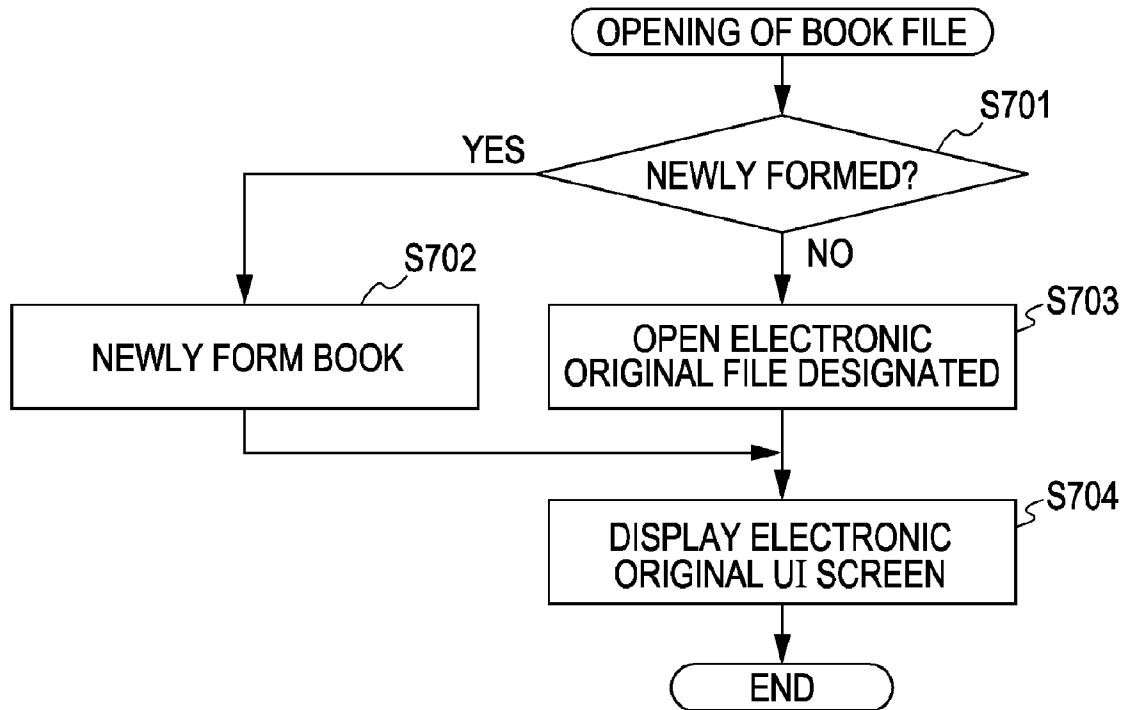 OPENING OF BOOK FILE
S701
YES
NEWLY FORMED?
NO
S702
NEWLY FORM BOOK
S703
OPEN ELECTRONIC
ORIGINAL FILE DESIGNATED
S704
DISPLAY ELECTRONIC
ORIGINAL UI SCREEN
END